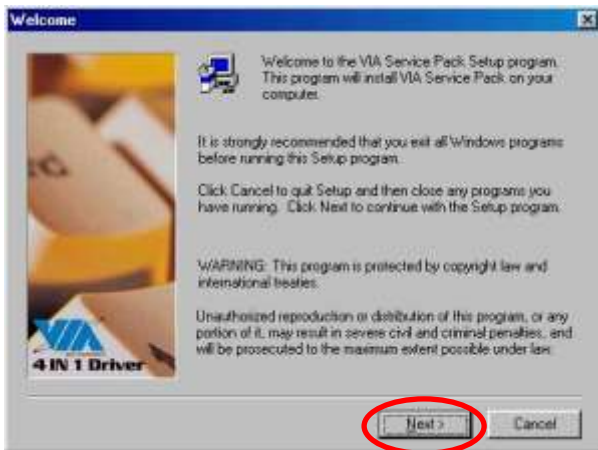 Welcome
Welcome to the VIA Service Pack Setup program.
This program will install VIA Service Pack on your
computer.
It is strongly recommended that you exit all Windows programs
before running this Setup program.
Click Cancel to quit Setup and then close any programs you
have running. Click Next to continue with the Setup program.
WARNING: This program is protected by copyright law and
international treaties.
Unauthorized reproduction or distribution of this program, or any
portion of it, may result in severe civil and criminal penalties, and
will be prosecuted to the maximum extent possible under law.
VIA
4 IN 1 Driver
Next >
Cancel